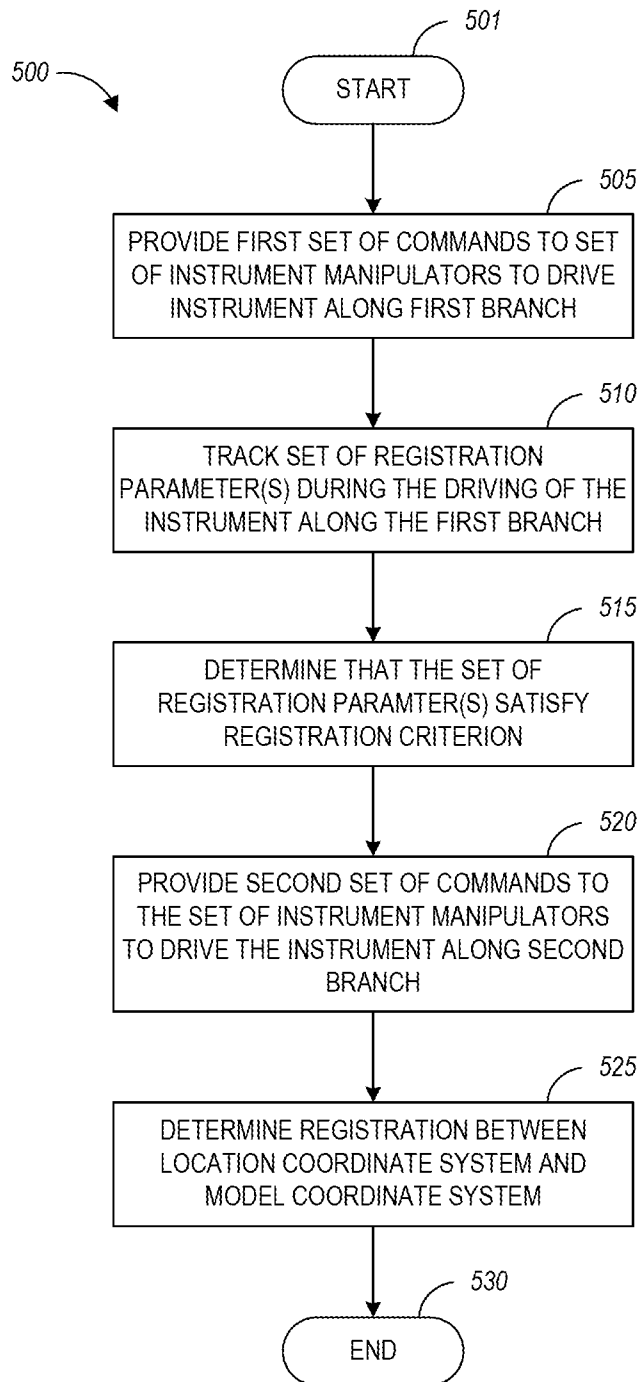 501
500
START
505
PROVIDE FIRST SET OF COMMANDS TO SET
OF INSTRUMENT MANIPULATORS TO DRIVE
INSTRUMENT ALONG FIRST BRANCH
510
TRACK SET OF REGISTRATION
PARAMETER(S) DURING THE DRIVING OF THE
INSTRUMENT ALONG THE FIRST BRANCH
515
DETERMINE THAT THE SET OF
REGISTRATION PARAMTER(S) SATISFY
REGISTRATION CRITERION
520
PROVIDE SECOND SET OF COMMANDS TO
THE SET OF INSTRUMENT MANIPULATORS
TO DRIVE THE INSTRUMENT ALONG SECOND
BRANCH
525
DETERMINE REGISTRATION BETWEEN
LOCATION COORDINATE SYSTEM AND
MODEL COORDINATE SYSTEM
530
END